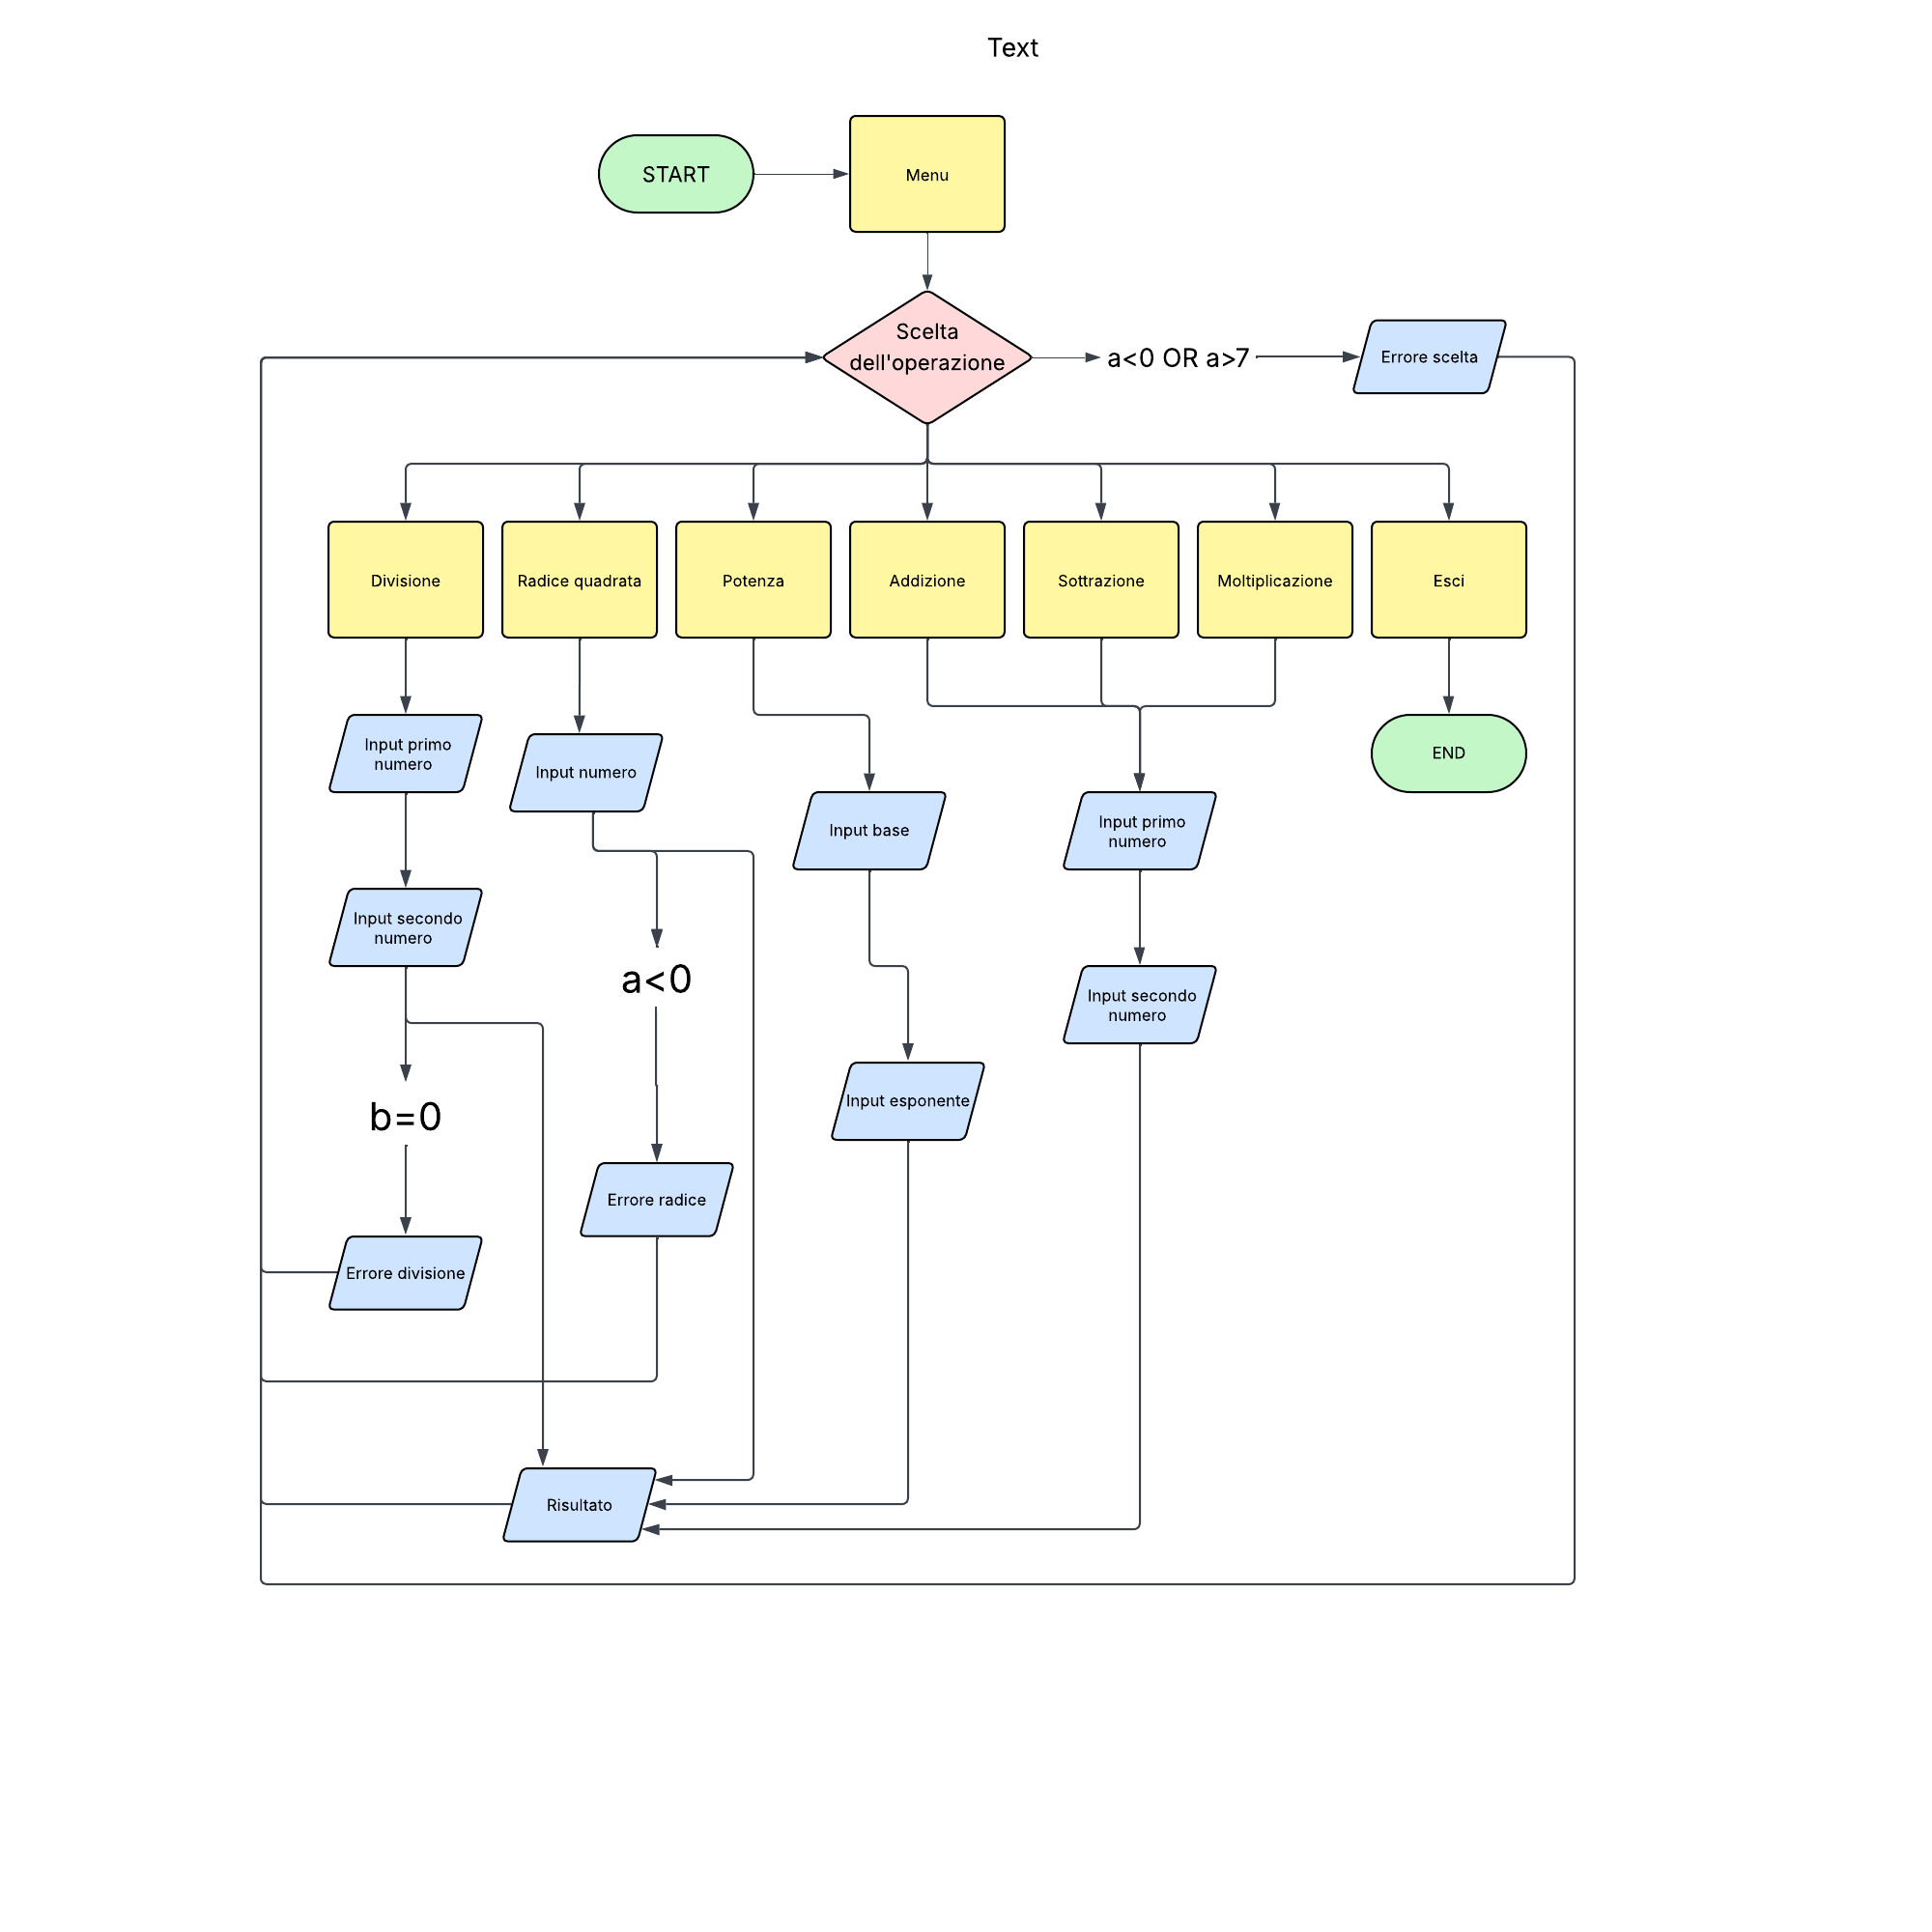 Text
START
Menu
Scelta
dell'operazione
a<0 OR a>7
Errore scelta
Divisione
Radice quadrata
Potenza
Addizione
Sottrazione
Moltiplicazione
Esci
Input primo
numero
Input numero
Input base
Input primo
numero
END
Input secondo
numero
a<0
Input secondo
numero
b=0
Input esponente
Errore radice
Errore divisione
Risultato